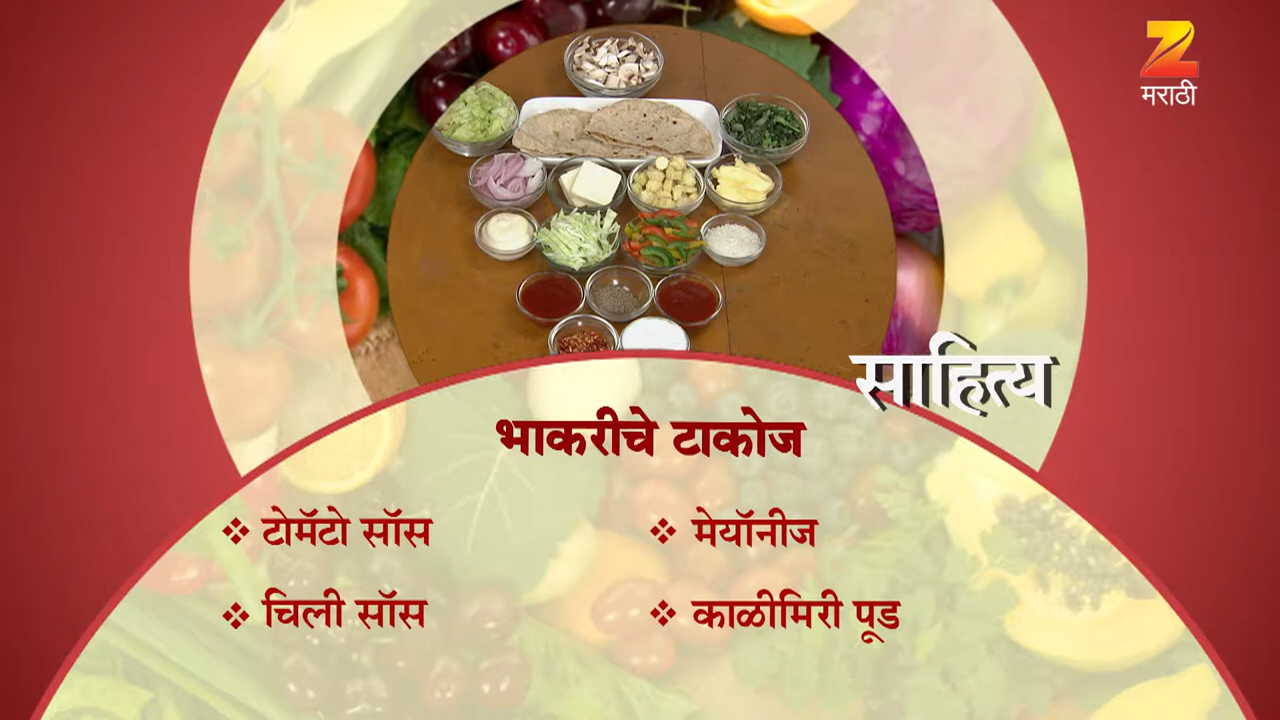 मराठी
साहित्य
भाकरीचे टाकोज
❖ टोमॅटो सॉस
❖ मेयॉनीज
❖ चिली सॉस
❖ काळीमिरी पूड